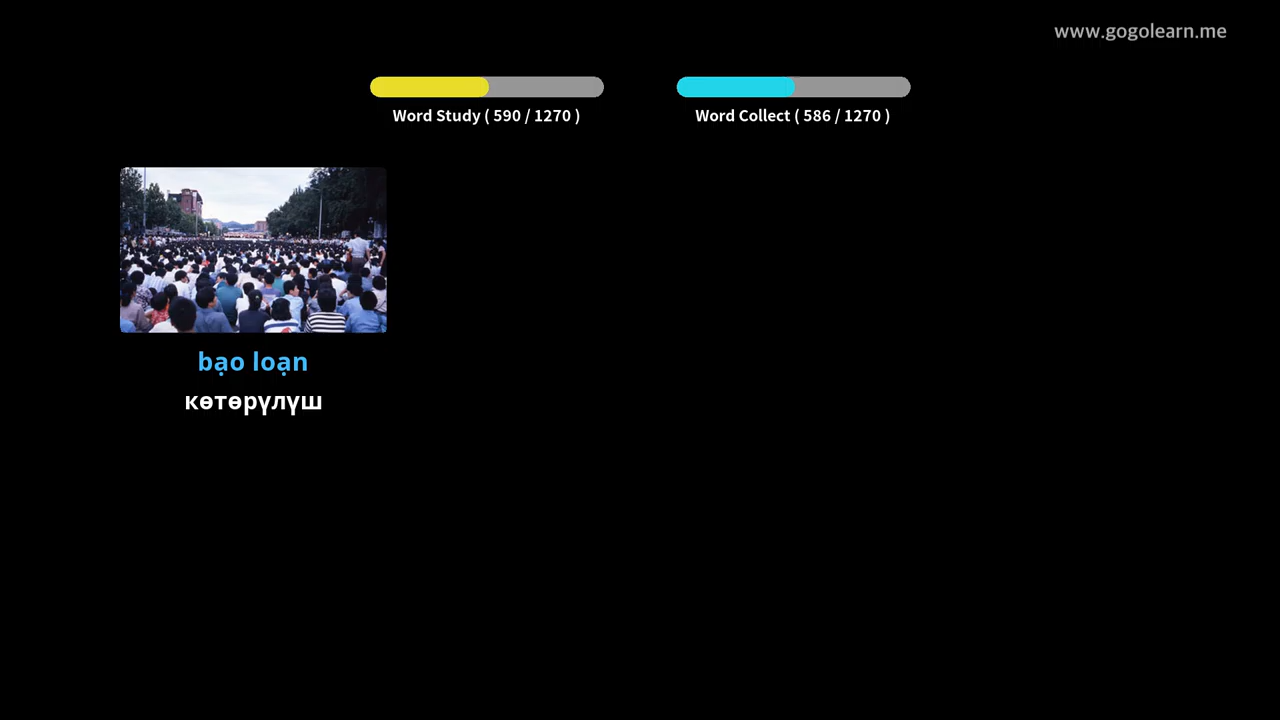 www.gogolearn.me
Word Study ( 590 / 1270 )
Word Collect ( 586 / 1270 )
bạo loạn
көтөрүлүш